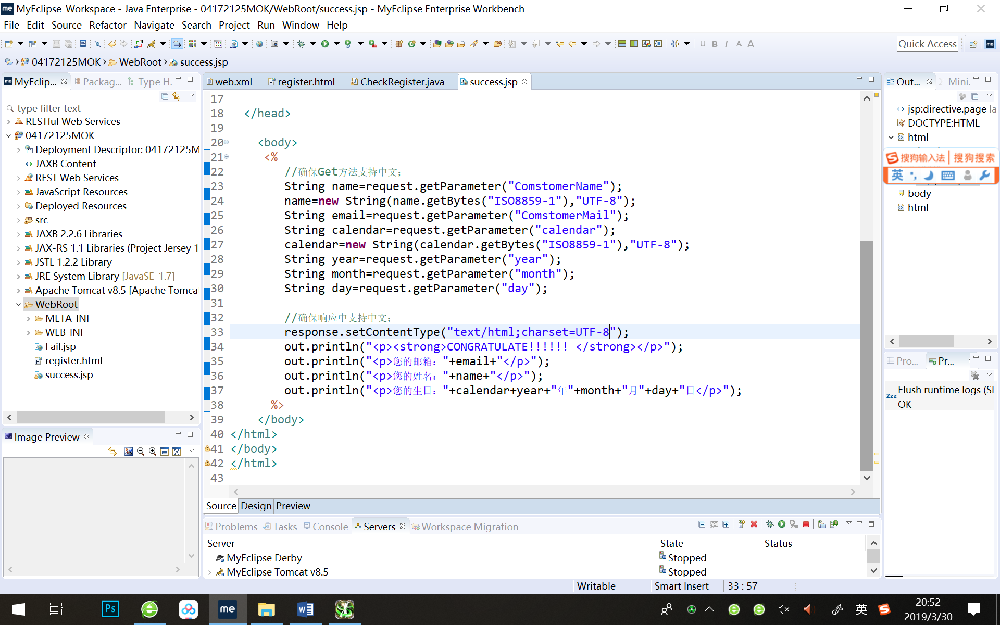 MyEclipse_Workspace - Java Enterprise - 04172125MOK/WebRoot/success.jsp - MyEclipse Enterprise Workbench
File Edit Source Refactor Navigate Search Project Run Window Help
Quick Access
04172125MOK WebRoot success.jsp
MyEclip... Packag... Type H.
type filter text
RESTful Web Services
04172125MOK
Deployment Descriptor: 04172125M
JAXB Content
REST Web Services
JavaScript Resources
Deployed Resources
src
JAXB 2.2.6 Libraries
JAX-RS 1.1 Libraries (Project Jersey 1
JSTL 1.2.2 Library
JRE System Library [JavaSE-1.7]
Apache Tomcat v8.5 [Apache Tomca
WebRoot
META-INF
WEB-INF
Fail.jsp
register.html
success.jsp
Image Preview
web.xml register.html CheckRegister.java success.jsp
17
18 </head>
19
20 <body>
21 <%
22 //确保Get方法支持中文;
23 String name=request.getParameter("ComstomerName");
24 name=new String(name.getBytes("ISO8859-1"),"UTF-8");
25 String email=request.getParameter("ComstomerMail");
26 String calendar=request.getParameter("calendar");
27 calendar=new String(calendar.getBytes("ISO8859-1"),"UTF-8");
28 String year=request.getParameter("year");
29 String month=request.getParameter("month");
30 String day=request.getParameter("day");
31
32 //确保响应中支持中文;
33 response.setContentType("text/html;charset=UTF-8");
34 out.println("<p><strong>CONGRATULATE!!!!!! </strong></p>");
35 out.println("<p>您的邮箱: "+email+"</p>");
36 out.println("<p>您的姓名: "+name+"</p>");
37 out.println("<p>您的生日: "+calendar+year+"年"+month+"月"+day+"日</p>");
38 %>
39 </body>
40 </html>
41 </body>
42 </html>
43
Source Design Preview
Problems Tasks Console Servers Workspace Migration
Server State Status
MyEclipse Derby Stopped
MyEclipse Tomcat v8.5 Stopped
Out... Mini.
jsp:directive.page la
DOCTYPE:HTML
html
搜狗输入法 | 搜狗搜索
英
body
html
Pro... Pr...
Flush runtime logs (Sl
OK
Writable Smart Insert 33 : 57
Ps me 英
20:52
2019/3/30